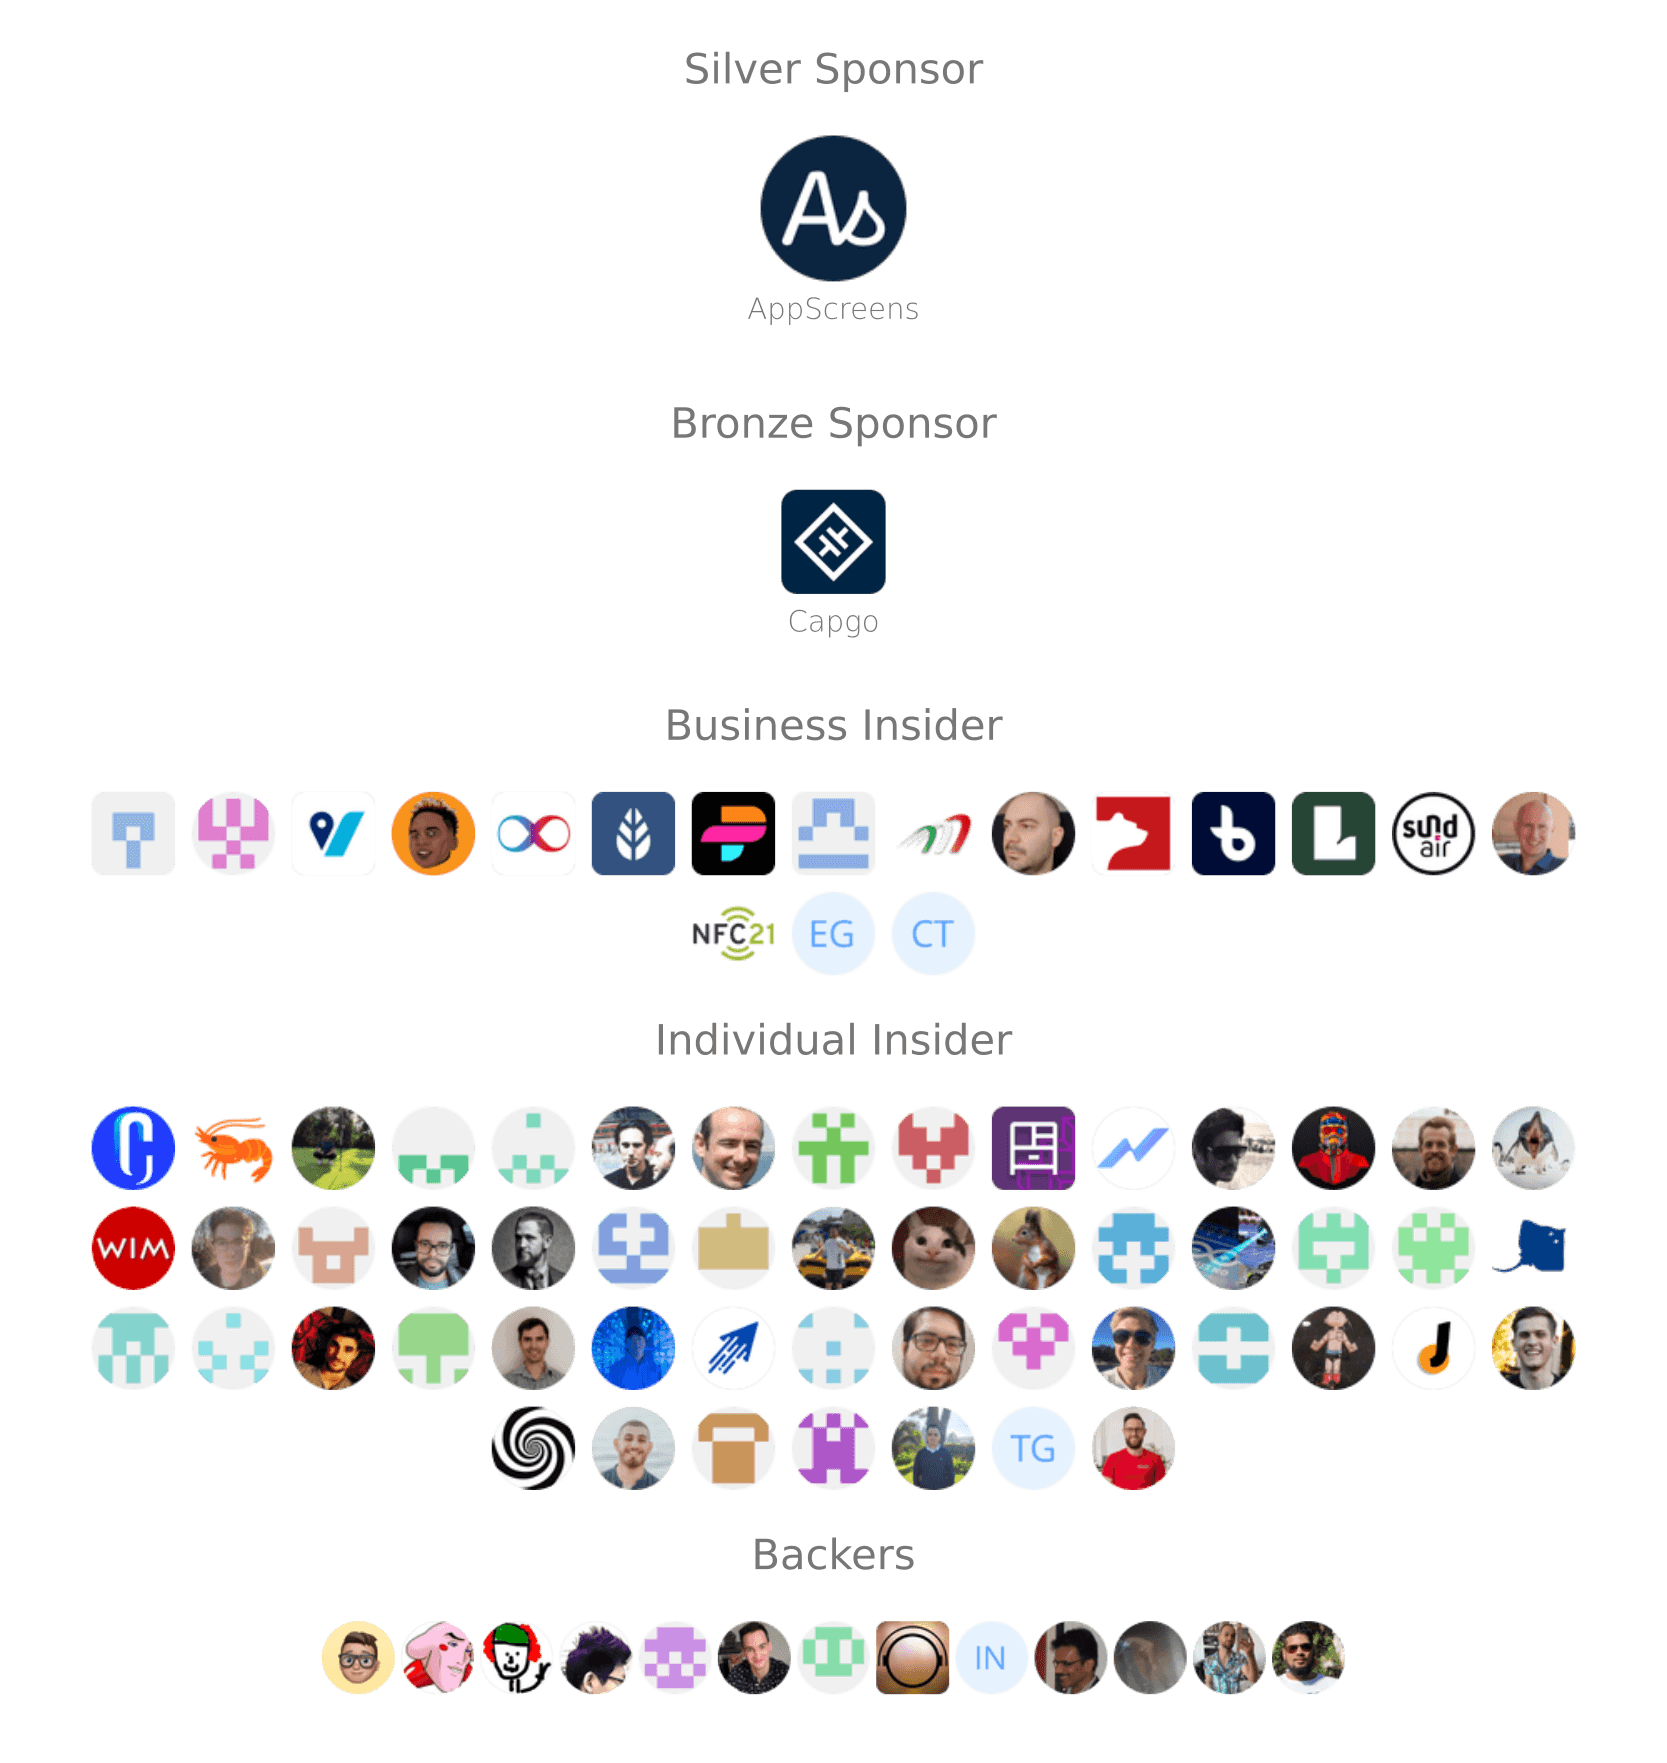 Silver Sponsor
As
AppScreens
Bronze Sponsor
Capgo
Business Insider
sund
air
NFC21
EG
CT
Individual Insider
WIM
TG
Backers
IN